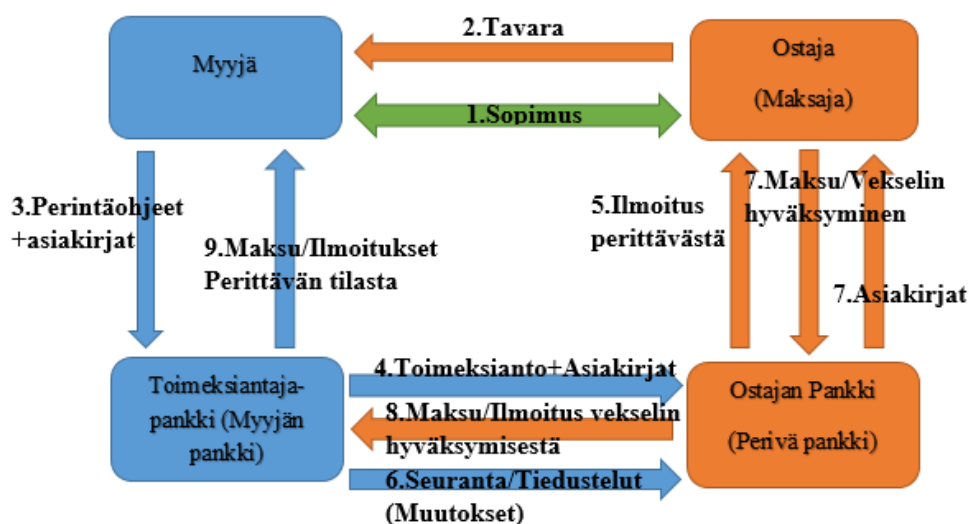 2.Tavara
Myyjä
Ostaja
(Maksaja)
1.Sopimus
3.Perintäohjeet
+asiakirjat
9.Maksu/Ilmoitukset
Perittävän tilasta
5.Ilmoitus
perittävästä
7.Maksu/Vekselin
hyväksyminen
7.Asiakirjat
Toimeksiantaja-
pankki (Myyjän
pankki)
4.Toimeksianto+Asiakirjat
8.Maksu/Ilmoitus vekselin
hyväksymisestä
6.Seuranta/Tiedustelut
(Muutokset)
Ostajan Pankki
(Perivä pankki)